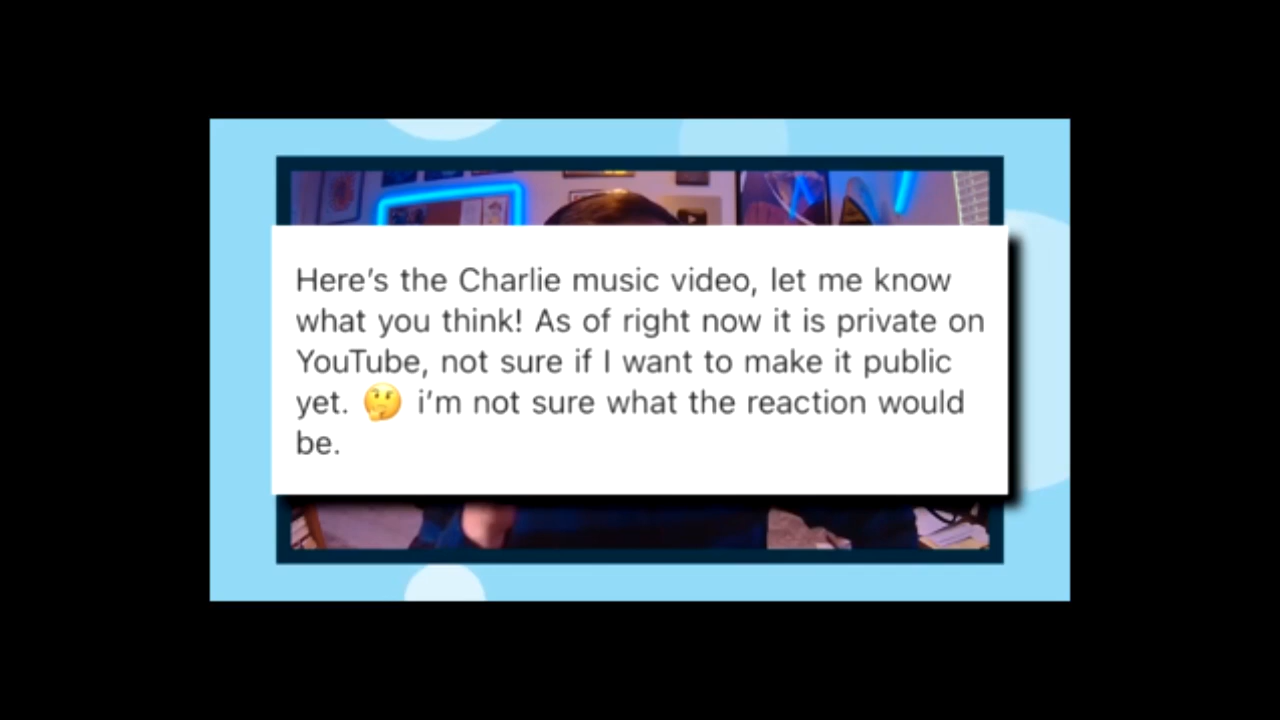 Here’s the Charlie music video, let me know
what you think! As of right now it is private on
YouTube, not sure if I want to make it public
yet. 🤔 i’m not sure what the reaction would
be.